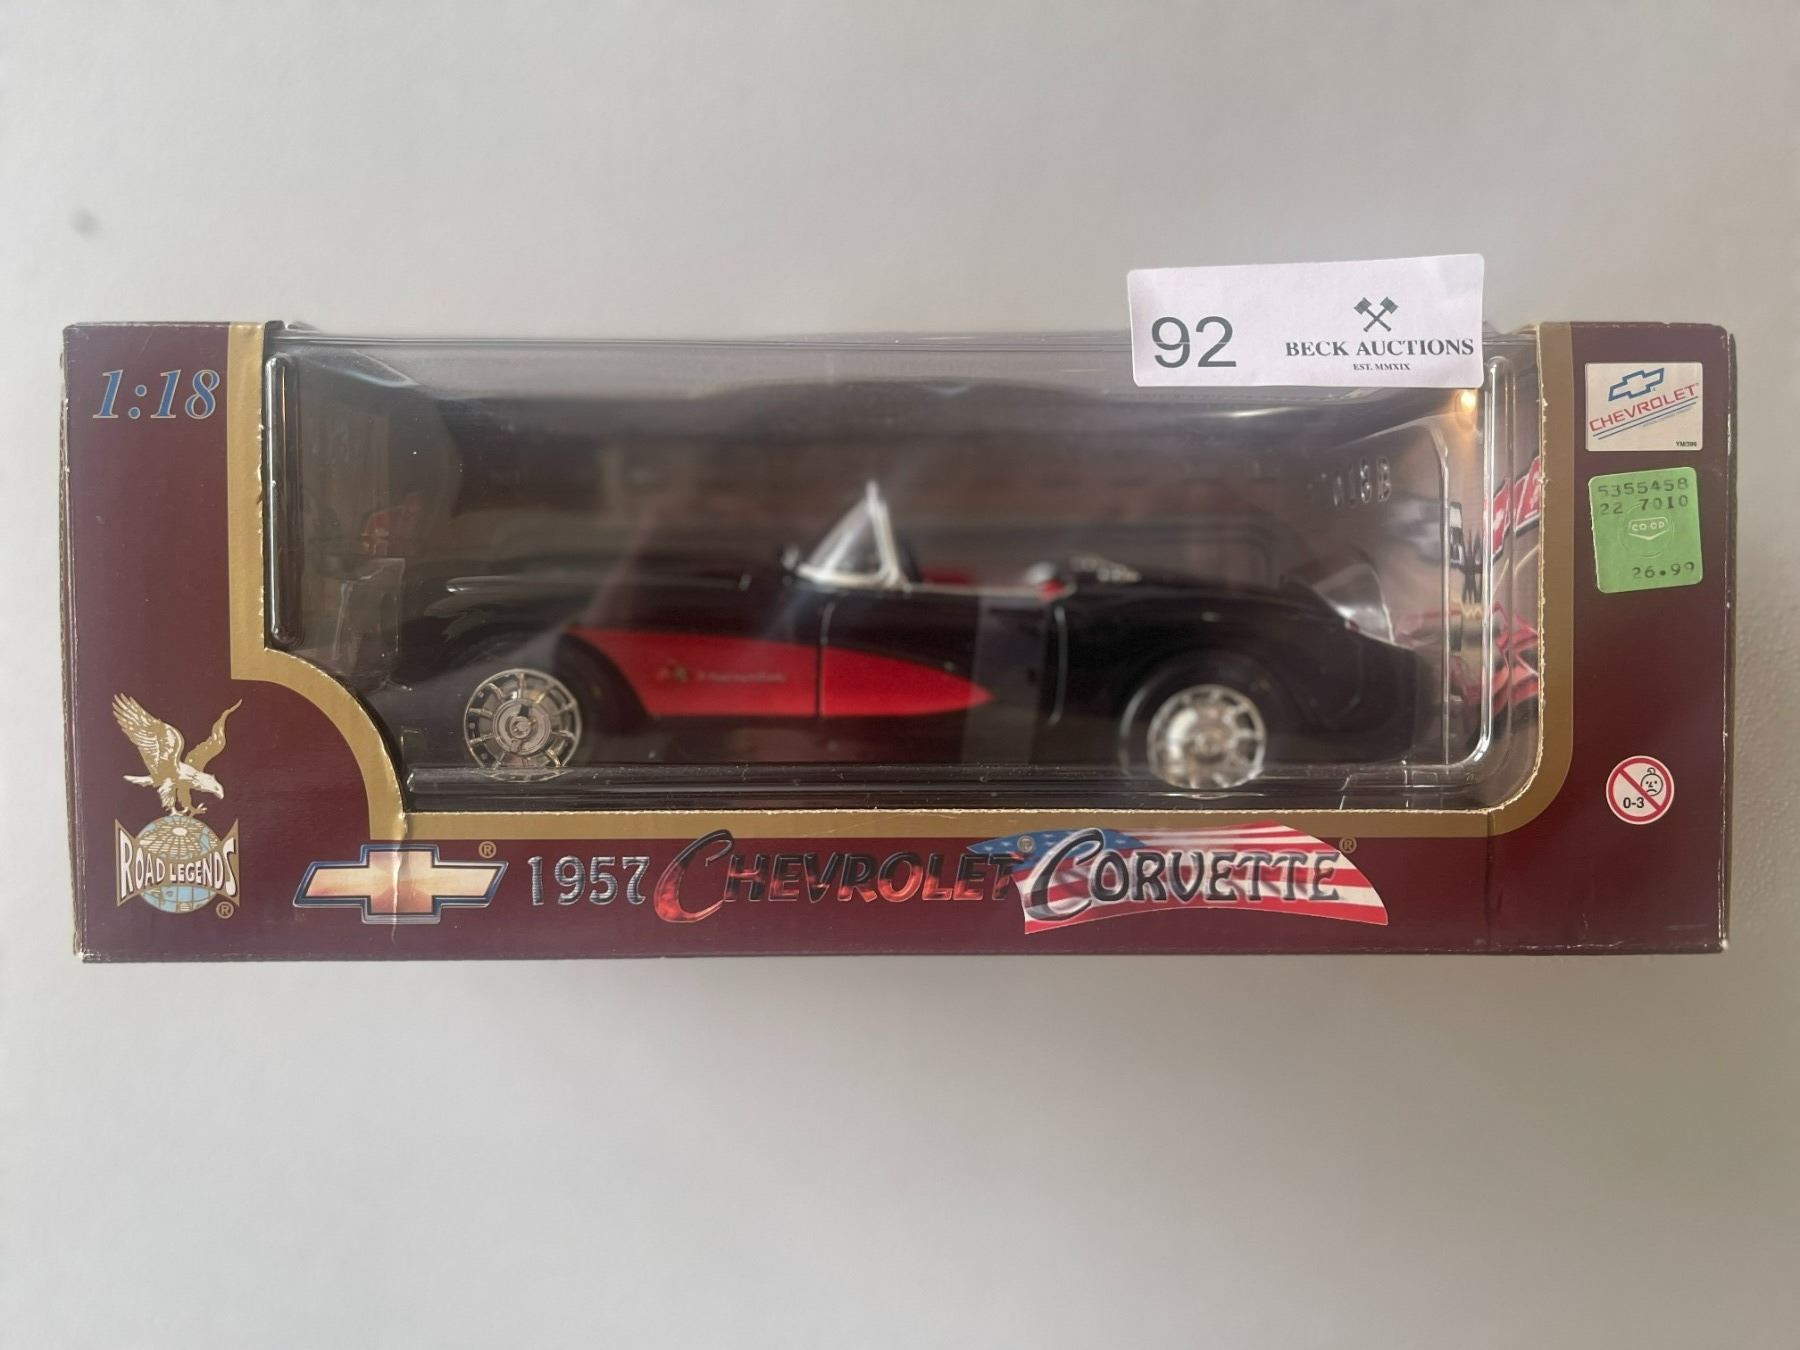 92
BECK AUCTIONS
EST. MMXIX
1:18
CHEVROLET
5355458
22 7010
CO-OP
26.99
0-3
ROAD LEGENDS®
® 1957 CHEVROLET® CORVETTE®